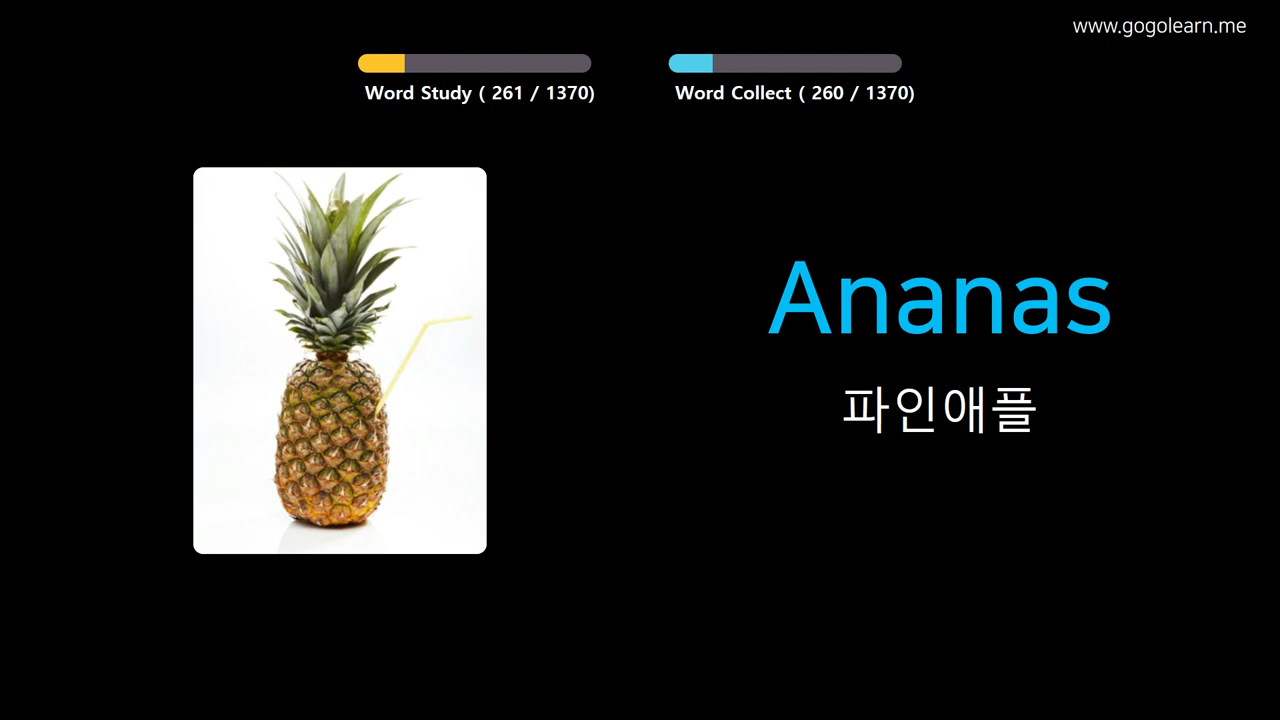 www.gogolearn.me
Word Study ( 261 / 1370)
Word Collect ( 260 / 1370)
Ananas
파인애플